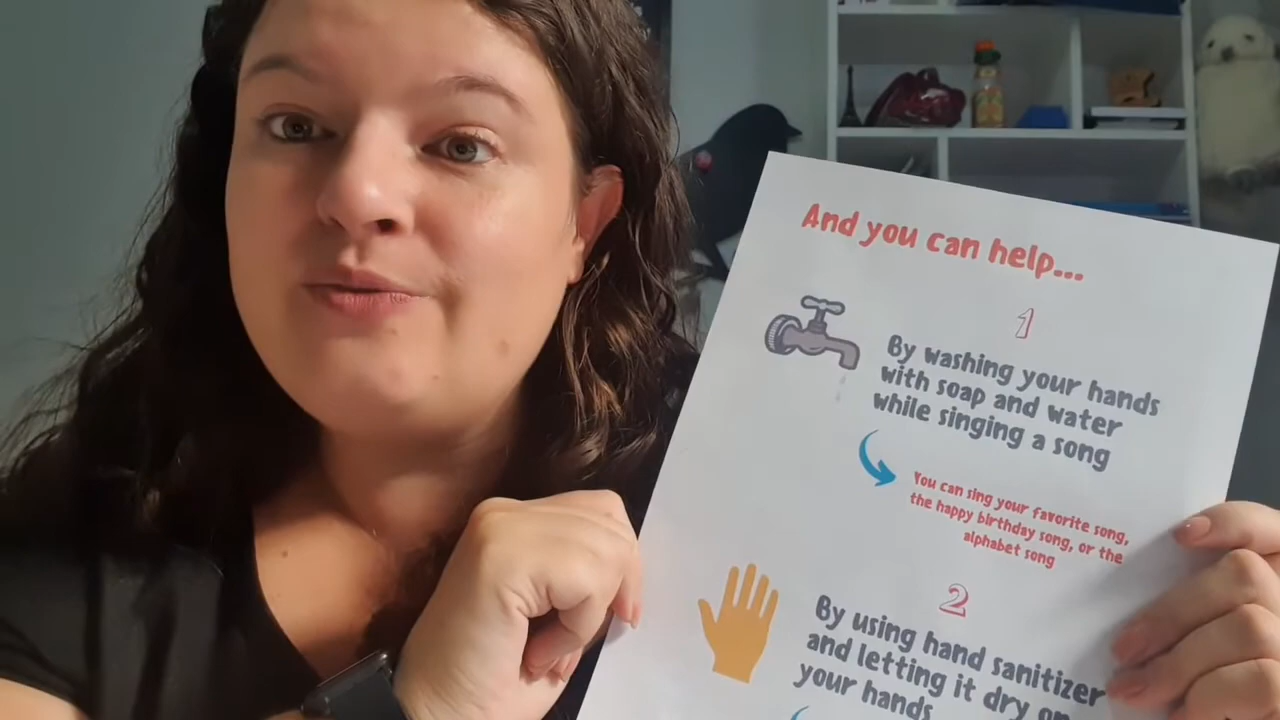 And you can help...
1
By washing your hands
with soap and water
while singing a song
You can sing your favorite song,
the happy birthday song, or the
alphabet song
2
By using hand sanitizer
and letting it dry on
your hands